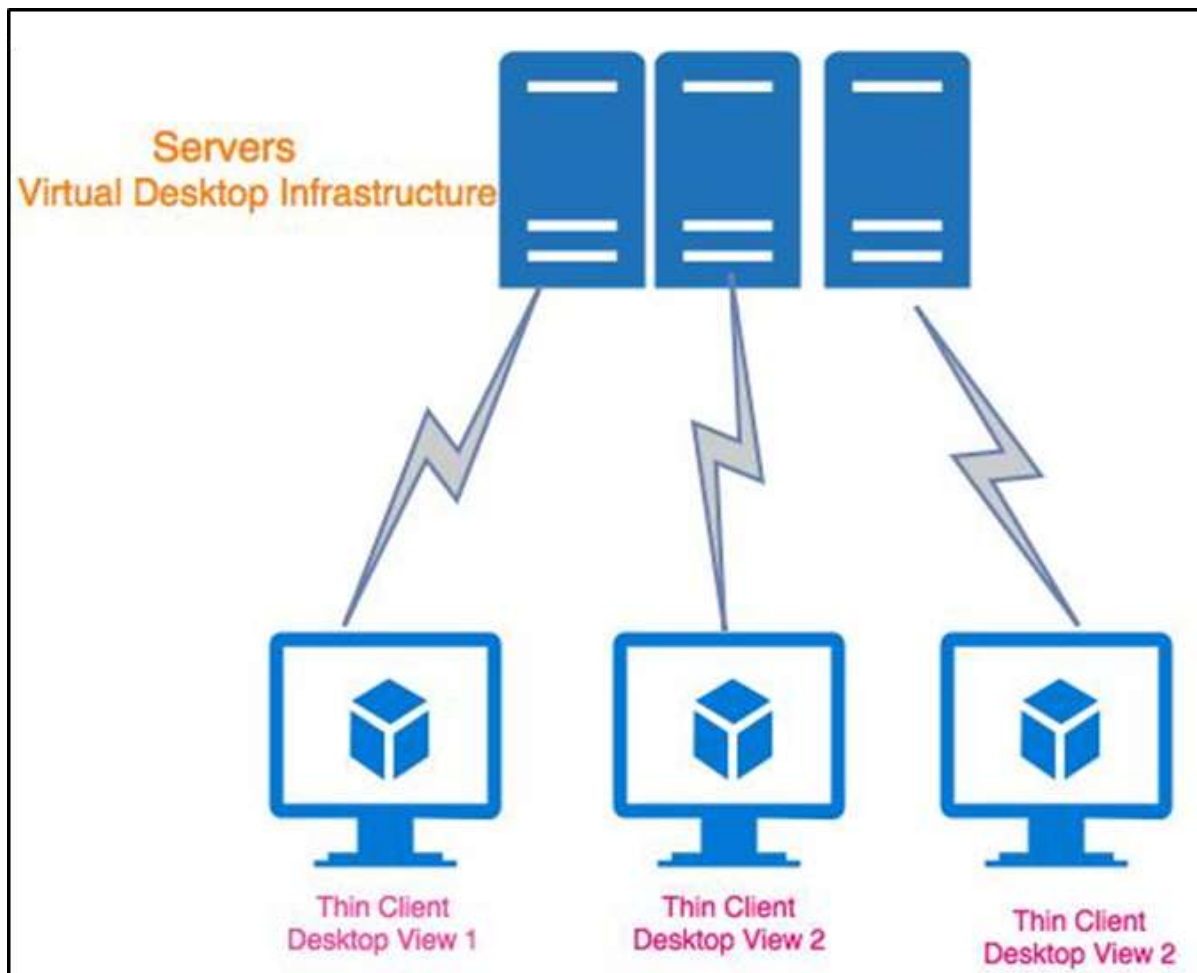 Servers
Virtual Desktop Infrastructure
Thin Client
Desktop View 1
Thin Client
Desktop View 2
Thin Client
Desktop View 2